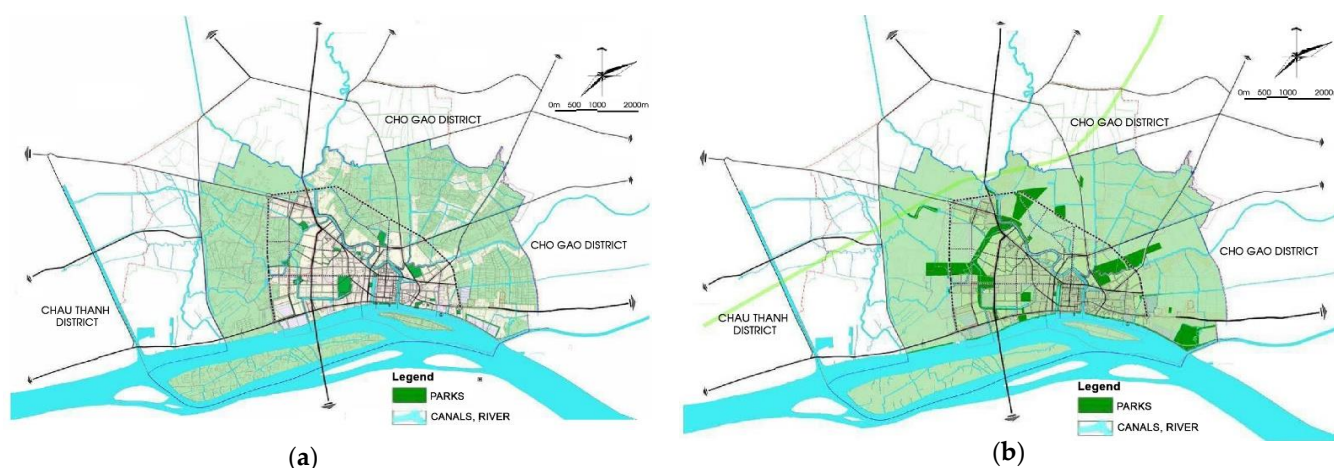 CHO GAO DISTRICT
0m 500 1000 2000m
CHO GAO DISTRICT
CHAU THANH
DISTRICT
Legend
PARKS
CANALS, RIVER
(a)
CHO GAO DISTRICT
0m 500 1000 2000m
CHO GAO DISTRICT
CHAU THANH
DISTRICT
Legend
PARKS
CANALS, RIVER
(b)